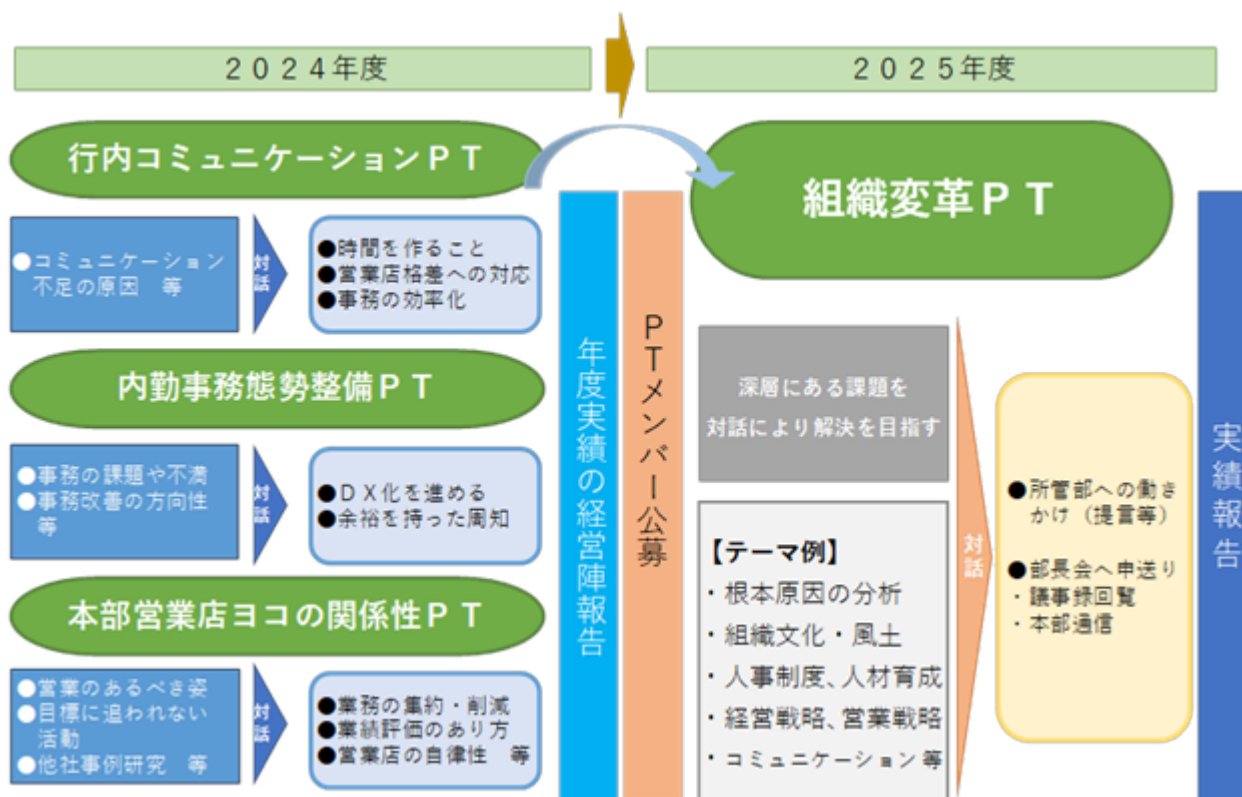 ２０２４年度
行内コミュニケーションＰＴ
●コミュニケーション
不足の原因　等
対話
●時間を作ること
●営業店格差への対応
●事務の効率化
内勤事務態勢整備ＰＴ
●事務の課題や不満
●事務改善の方向性
等
対話
●ＤＸ化を進める
●余裕を持った周知
本部営業店ヨコの関係性ＰＴ
●営業のあるべき姿
●目標に追われない
活動
●他社事例研究　等
対話
●業務の集約・削減
●業績評価のあり方
●営業店の自律性　等
年度実績の経営陣報告
ＰＴメンバー公募
２０２５年度
組織変革ＰＴ
深層にある課題を
対話により解決を目指す
【テーマ例】
・根本原因の分析
・組織文化・風土
・人事制度、人材育成
・経営戦略、営業戦略
・コミュニケーション等
対話
●所管部への働き
かけ（提言等）
●部長会へ申送り
・議事録回覧
・本部通信
実績報告